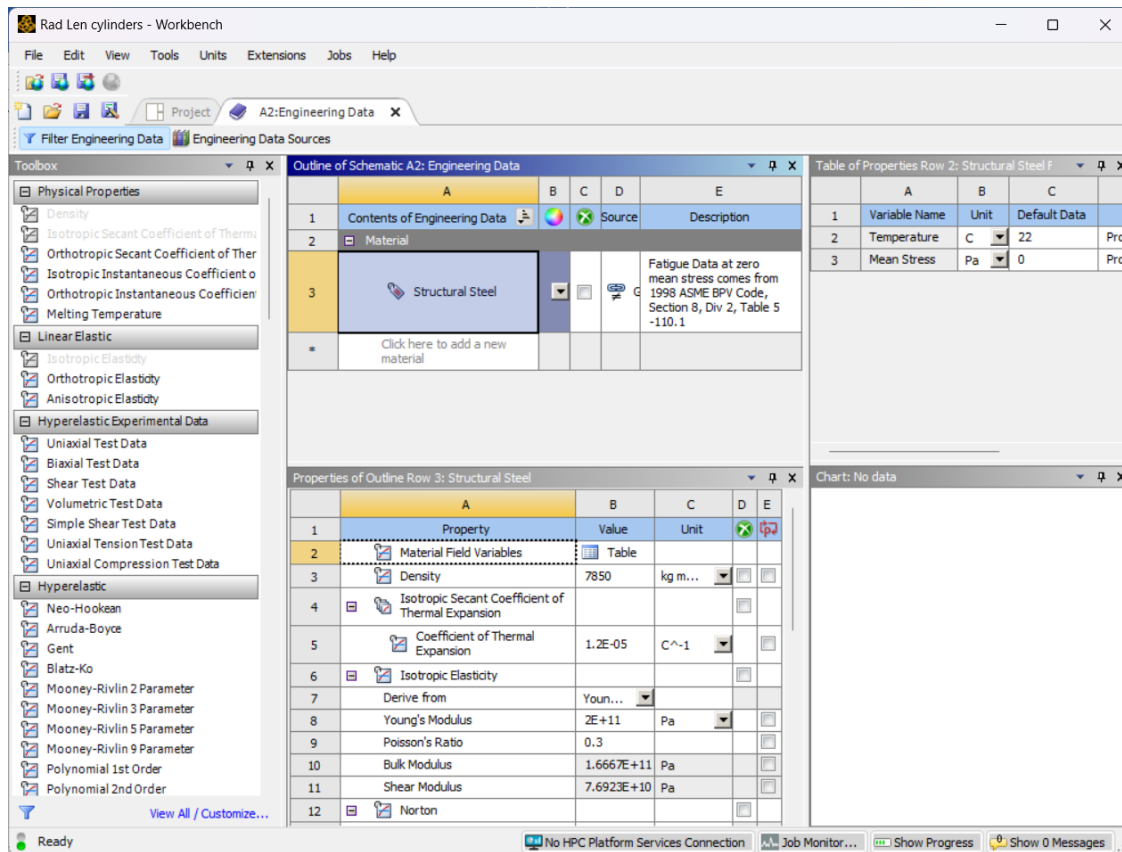 Rad Len cylinders - Workbench
File Edit View Tools Units Extensions Jobs Help
Project A2:Engineering Data
Filter Engineering Data Engineering Data Sources
Toolbox
Physical Properties
Density
Isotropic Secant Coefficient of Therma
Orthotropic Secant Coefficient of Ther
Isotropic Instantaneous Coefficient o
Orthotropic Instantaneous Coefficien
Melting Temperature
Linear Elastic
Isotropic Elasticity
Orthotropic Elasticity
Anisotropic Elasticity
Hyperelastic Experimental Data
Uniaxial Test Data
Biaxial Test Data
Shear Test Data
Volumetric Test Data
Simple Shear Test Data
Uniaxial Tension Test Data
Uniaxial Compression Test Data
Hyperelastic
Neo-Hookean
Arruda-Boyce
Gent
Blatz-Ko
Mooney-Rivlin 2 Parameter
Mooney-Rivlin 3 Parameter
Mooney-Rivlin 5 Parameter
Mooney-Rivlin 9 Parameter
Polynomial 1st Order
Polynomial 2nd Order
View All / Customize...
Outline of Schematic A2: Engineering Data
A B C D E
1 Contents of Engineering Data Source Description
2 Material
3 Structural Steel G Fatigue Data at zero
mean stress comes from
1998 ASME BPV Code,
Section 8, Div 2, Table 5
-110.1
* Click here to add a new
material
Properties of Outline Row 3: Structural Steel
A B C D E
1 Property Value Unit
2 Material Field Variables Table
3 Density 7850 kg m...
4 Isotropic Secant Coefficient of
Thermal Expansion
5 Coefficient of Thermal
Expansion 1.2E-05 C^-1
6 Isotropic Elasticity
7 Derive from Youn...
8 Young's Modulus 2E+11 Pa
9 Poisson's Ratio 0.3
10 Bulk Modulus 1.6667E+11 Pa
11 Shear Modulus 7.6923E+10 Pa
12 Norton
Table of Properties Row 2: Structural Steel F
A B C
1 Variable Name Unit Default Data
2 Temperature C 22 Pro
3 Mean Stress Pa 0 Pro
Chart: No data
Ready No HPC Platform Services Connection Job Monitor... Show Progress Show 0 Messages